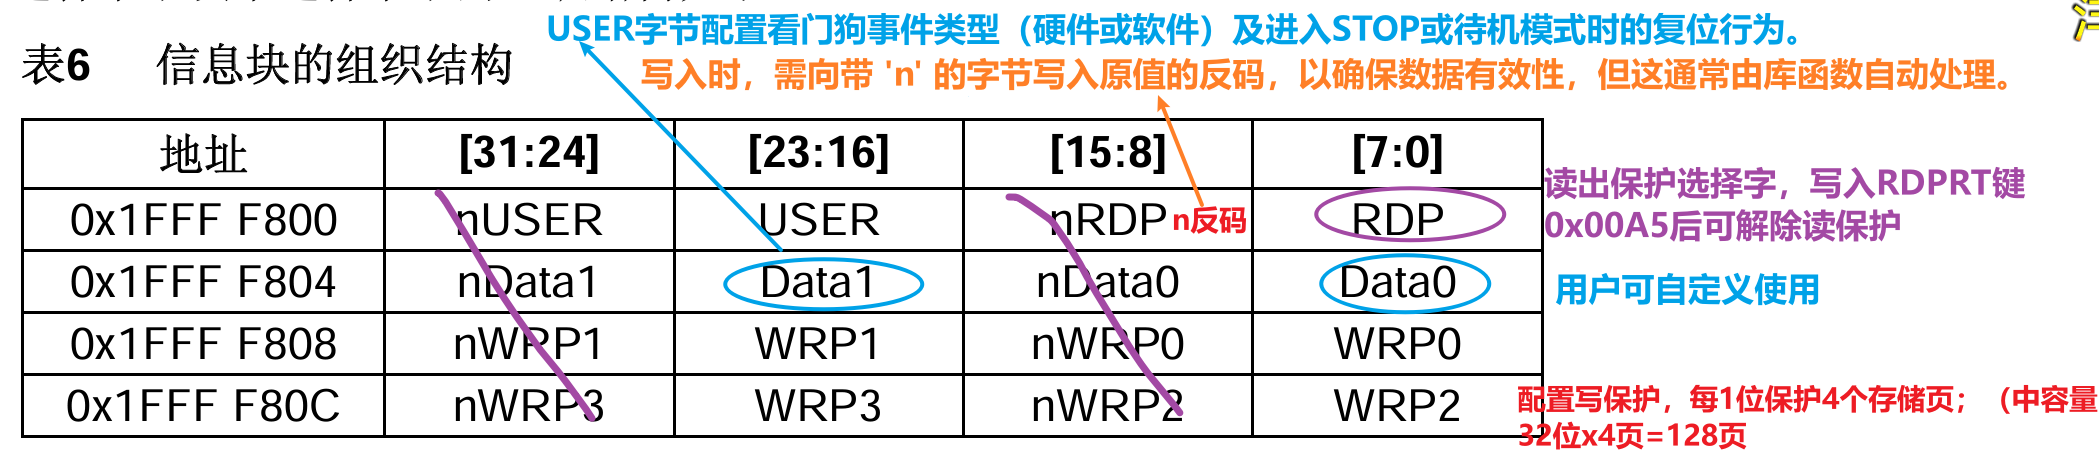 USER字节配置看门狗事件类型（硬件或软件）及进入STOP或待机模式时的复位行为。
表6 信息块的组织结构
写入时，需向带 'n' 的字节写入原值的反码，以确保数据有效性，但这通常由库函数自动处理。
地址 [31:24] [23:16] [15:8] [7:0]
0x1FFF F800 nUSER USER nRDP n反码 RDP
读出保护选择字，写入RDPRT键
0x00A5后可解除读保护
0x1FFF F804 nData1 Data1 nData0 Data0 用户可自定义使用
0x1FFF F808 nWRP1 WRP1 nWRP0 WRP0
0x1FFF F80C nWRP3 WRP3 nWRP2 WRP2
配置写保护，每1位保护4个存储页；（中容量
32位x4页=128页